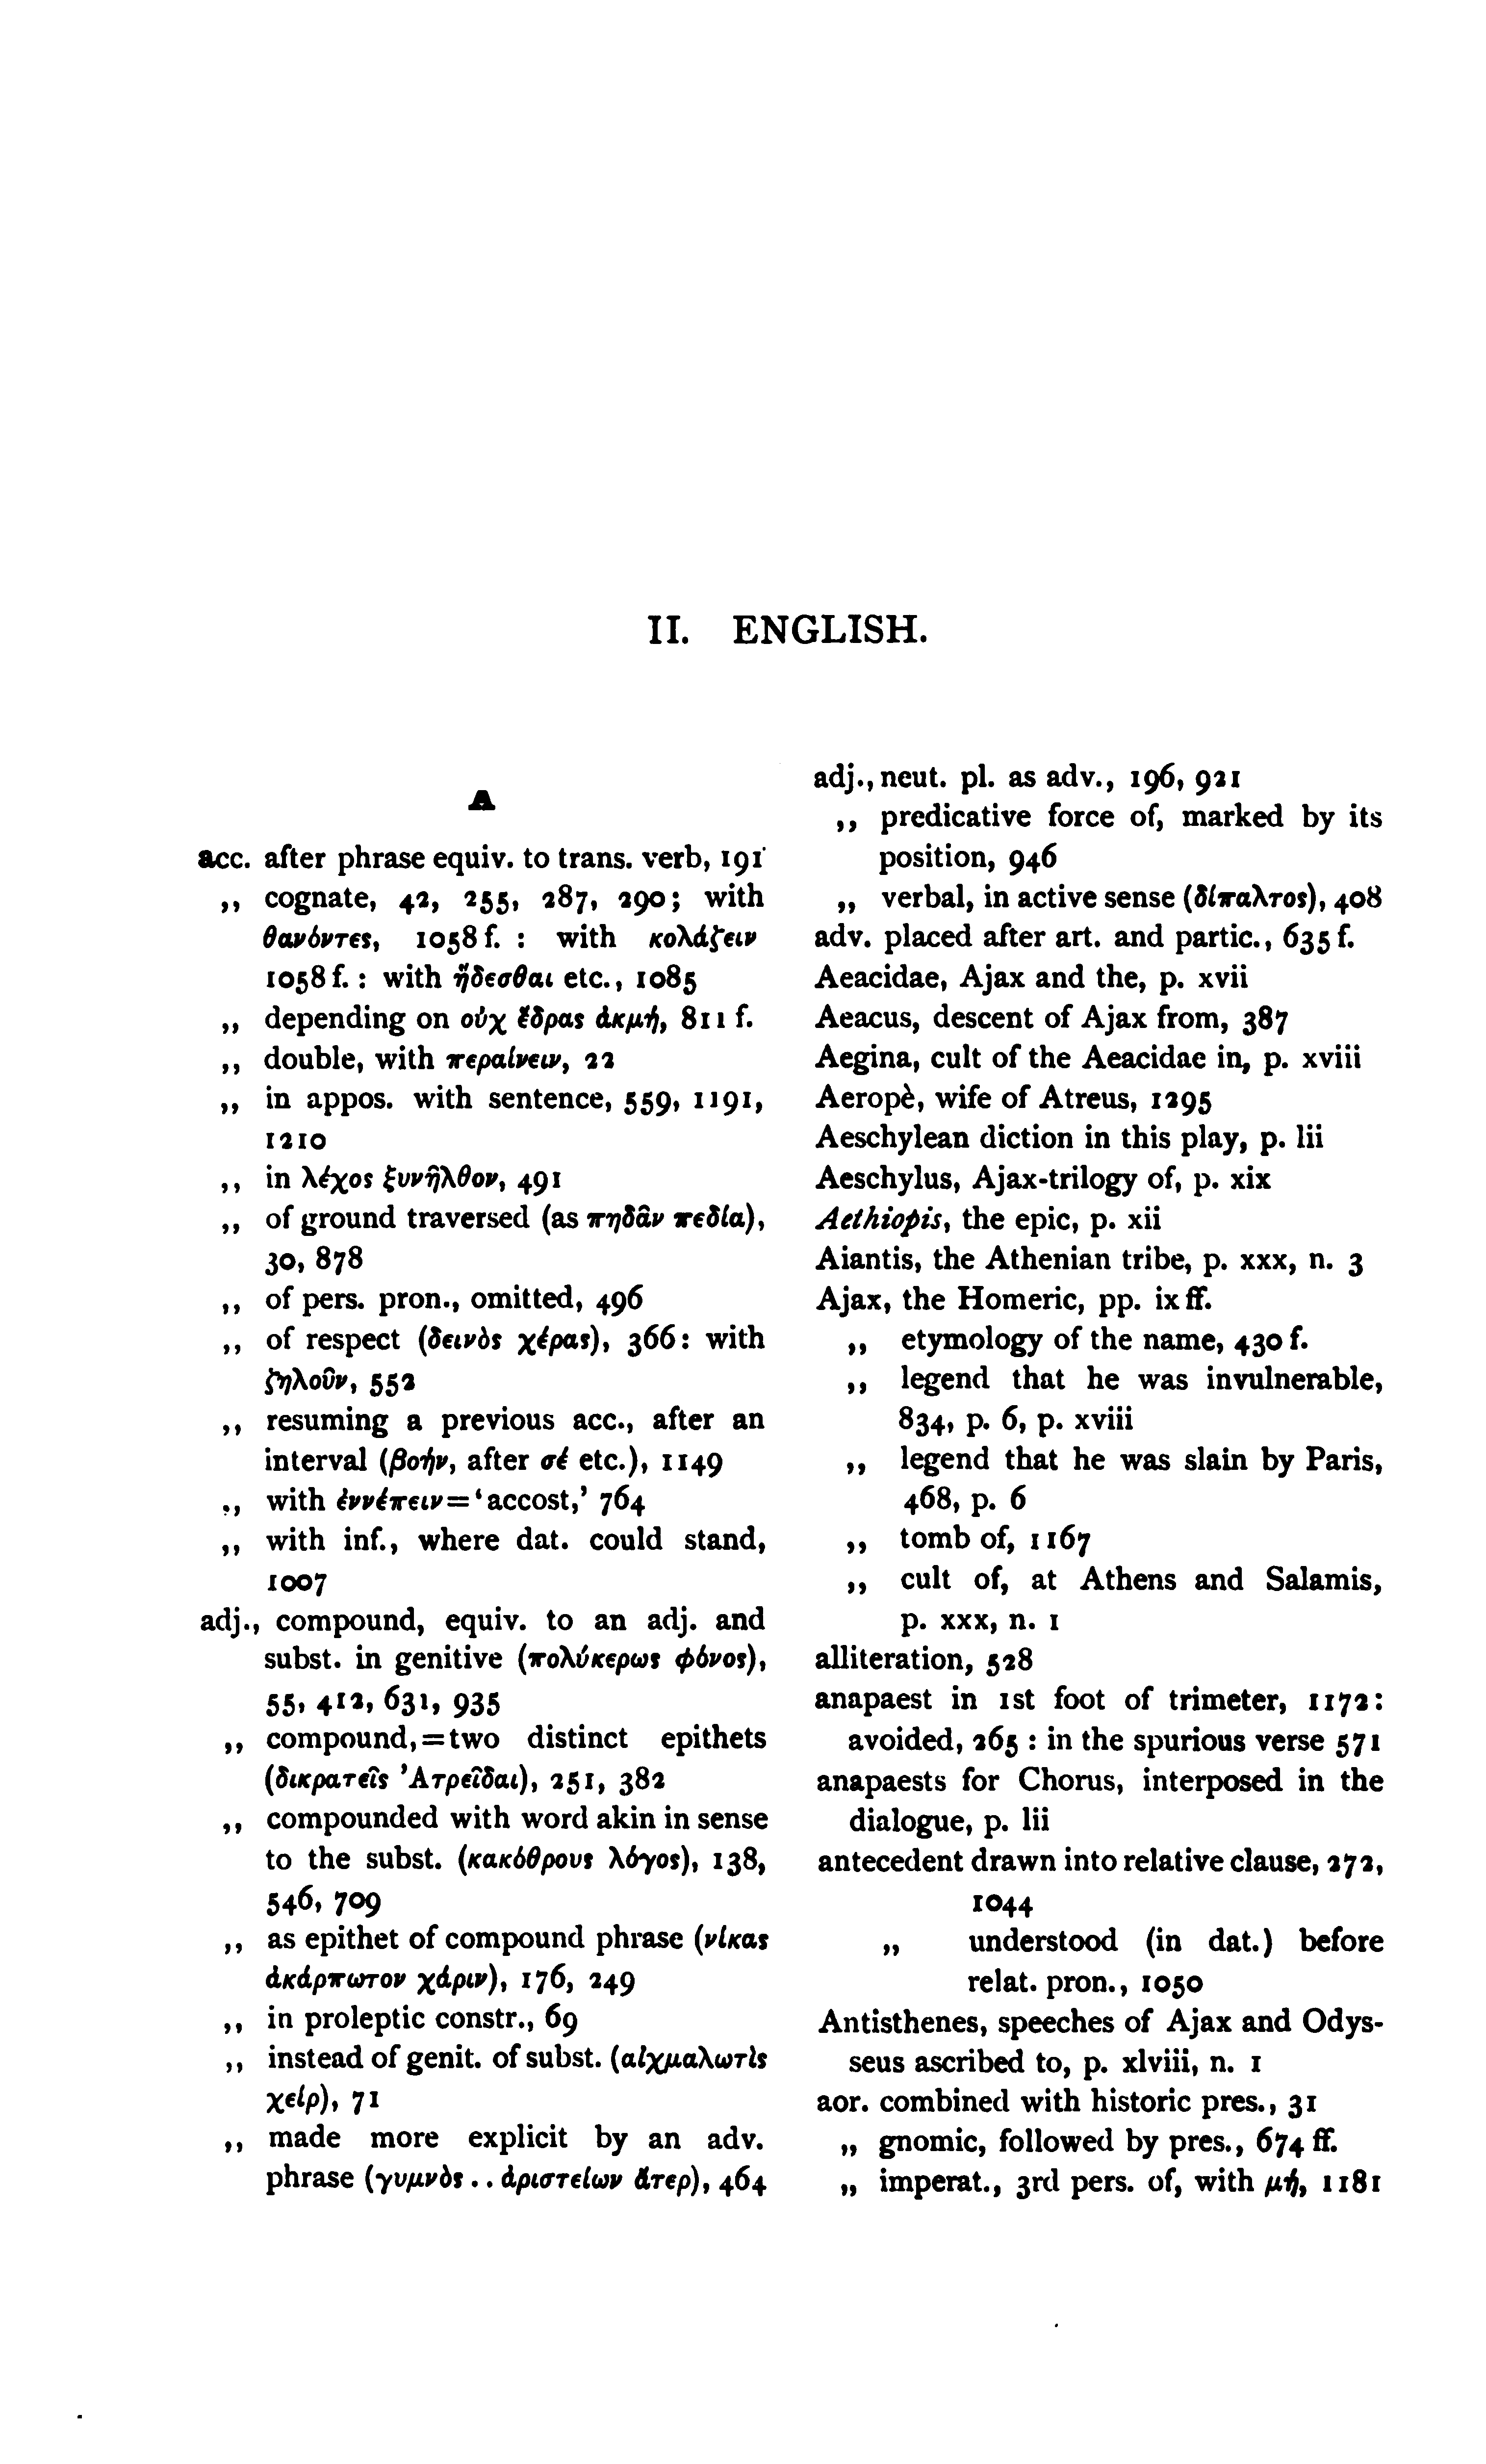 II. ENGLISH.
A
acc. after phrase equiv. to trans. verb, 191
,, cognate, 42, 255, 287, 290; with
θανόντες, 1058 f. : with κολάζειν
1058 f. : with ἥδεσθαι etc., 1085
,, depending on οὐχ ἕδρας ἀκμή, 811 f.
,, double, with περαίνειν, 22
,, in appos. with sentence, 559, 1191,
1210
,, in λέχος ξυνῆλθον, 491
,, of ground traversed (as πηδᾶν πεδία),
30, 878
,, of pers. pron., omitted, 496
,, of respect (δεινὸς χέρας), 366: with
ζηλοῦν, 552
,, resuming a previous acc., after an
interval (βοήν, after σέ etc.), 1149
,, with ἐννέπειν=‘accost,’ 764
,, with inf., where dat. could stand,
1007
adj., compound, equiv. to an adj. and
subst. in genitive (πολύκερως φόνος),
55, 412, 631, 935
,, compound,=two distinct epithets
(δικρατεῖς Ἀτρεῖδαι), 251, 382
,, compounded with word akin in sense
to the subst. (κακόθρους λόγος), 138,
546, 709
,, as epithet of compound phrase (νίκας
ἀκάρπωτον χάριν), 176, 249
,, in proleptic constr., 69
,, instead of genit. of subst. (αἰχμαλωτὶς
χείρ), 71
,, made more explicit by an adv.
phrase (γυμνὸς .. ἀριστείων ἄτερ), 464
adj., neut. pl. as adv., 196, 921
,, predicative force of, marked by its
position, 946
,, verbal, in active sense (δίπαλτος), 408
adv. placed after art. and partic., 635 f.
Aeacidae, Ajax and the, p. xvii
Aeacus, descent of Ajax from, 387
Aegina, cult of the Aeacidae in, p. xviii
Aeropè, wife of Atreus, 1295
Aeschylean diction in this play, p. lii
Aeschylus, Ajax-trilogy of, p. xix
Aethiopis, the epic, p. xii
Aiantis, the Athenian tribe, p. xxx, n. 3
Ajax, the Homeric, pp. ix ff.
,, etymology of the name, 430 f.
,, legend that he was invulnerable,
834, p. 6, p. xviii
,, legend that he was slain by Paris,
468, p. 6
,, tomb of, 1167
,, cult of, at Athens and Salamis,
p. xxx, n. 1
alliteration, 528
anapaest in 1st foot of trimeter, 1172:
avoided, 265 : in the spurious verse 571
anapaests for Chorus, interposed in the
dialogue, p. lii
antecedent drawn into relative clause, 272,
1044
,, understood (in dat.) before
relat. pron., 1050
Antisthenes, speeches of Ajax and Odys-
seus ascribed to, p. xlviii, n. 1
aor. combined with historic pres., 31
,, gnomic, followed by pres., 674 ff.
,, imperat., 3rd pers. of, with μή, 1181